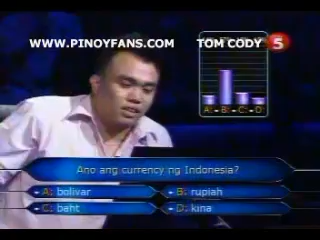 WWW.PINOYFANS.COM TOM CODY 5
A: B: C: D:
Ano ang currency ng Indonesia?
A: bolivar B: rupiah
C: baht D: kina